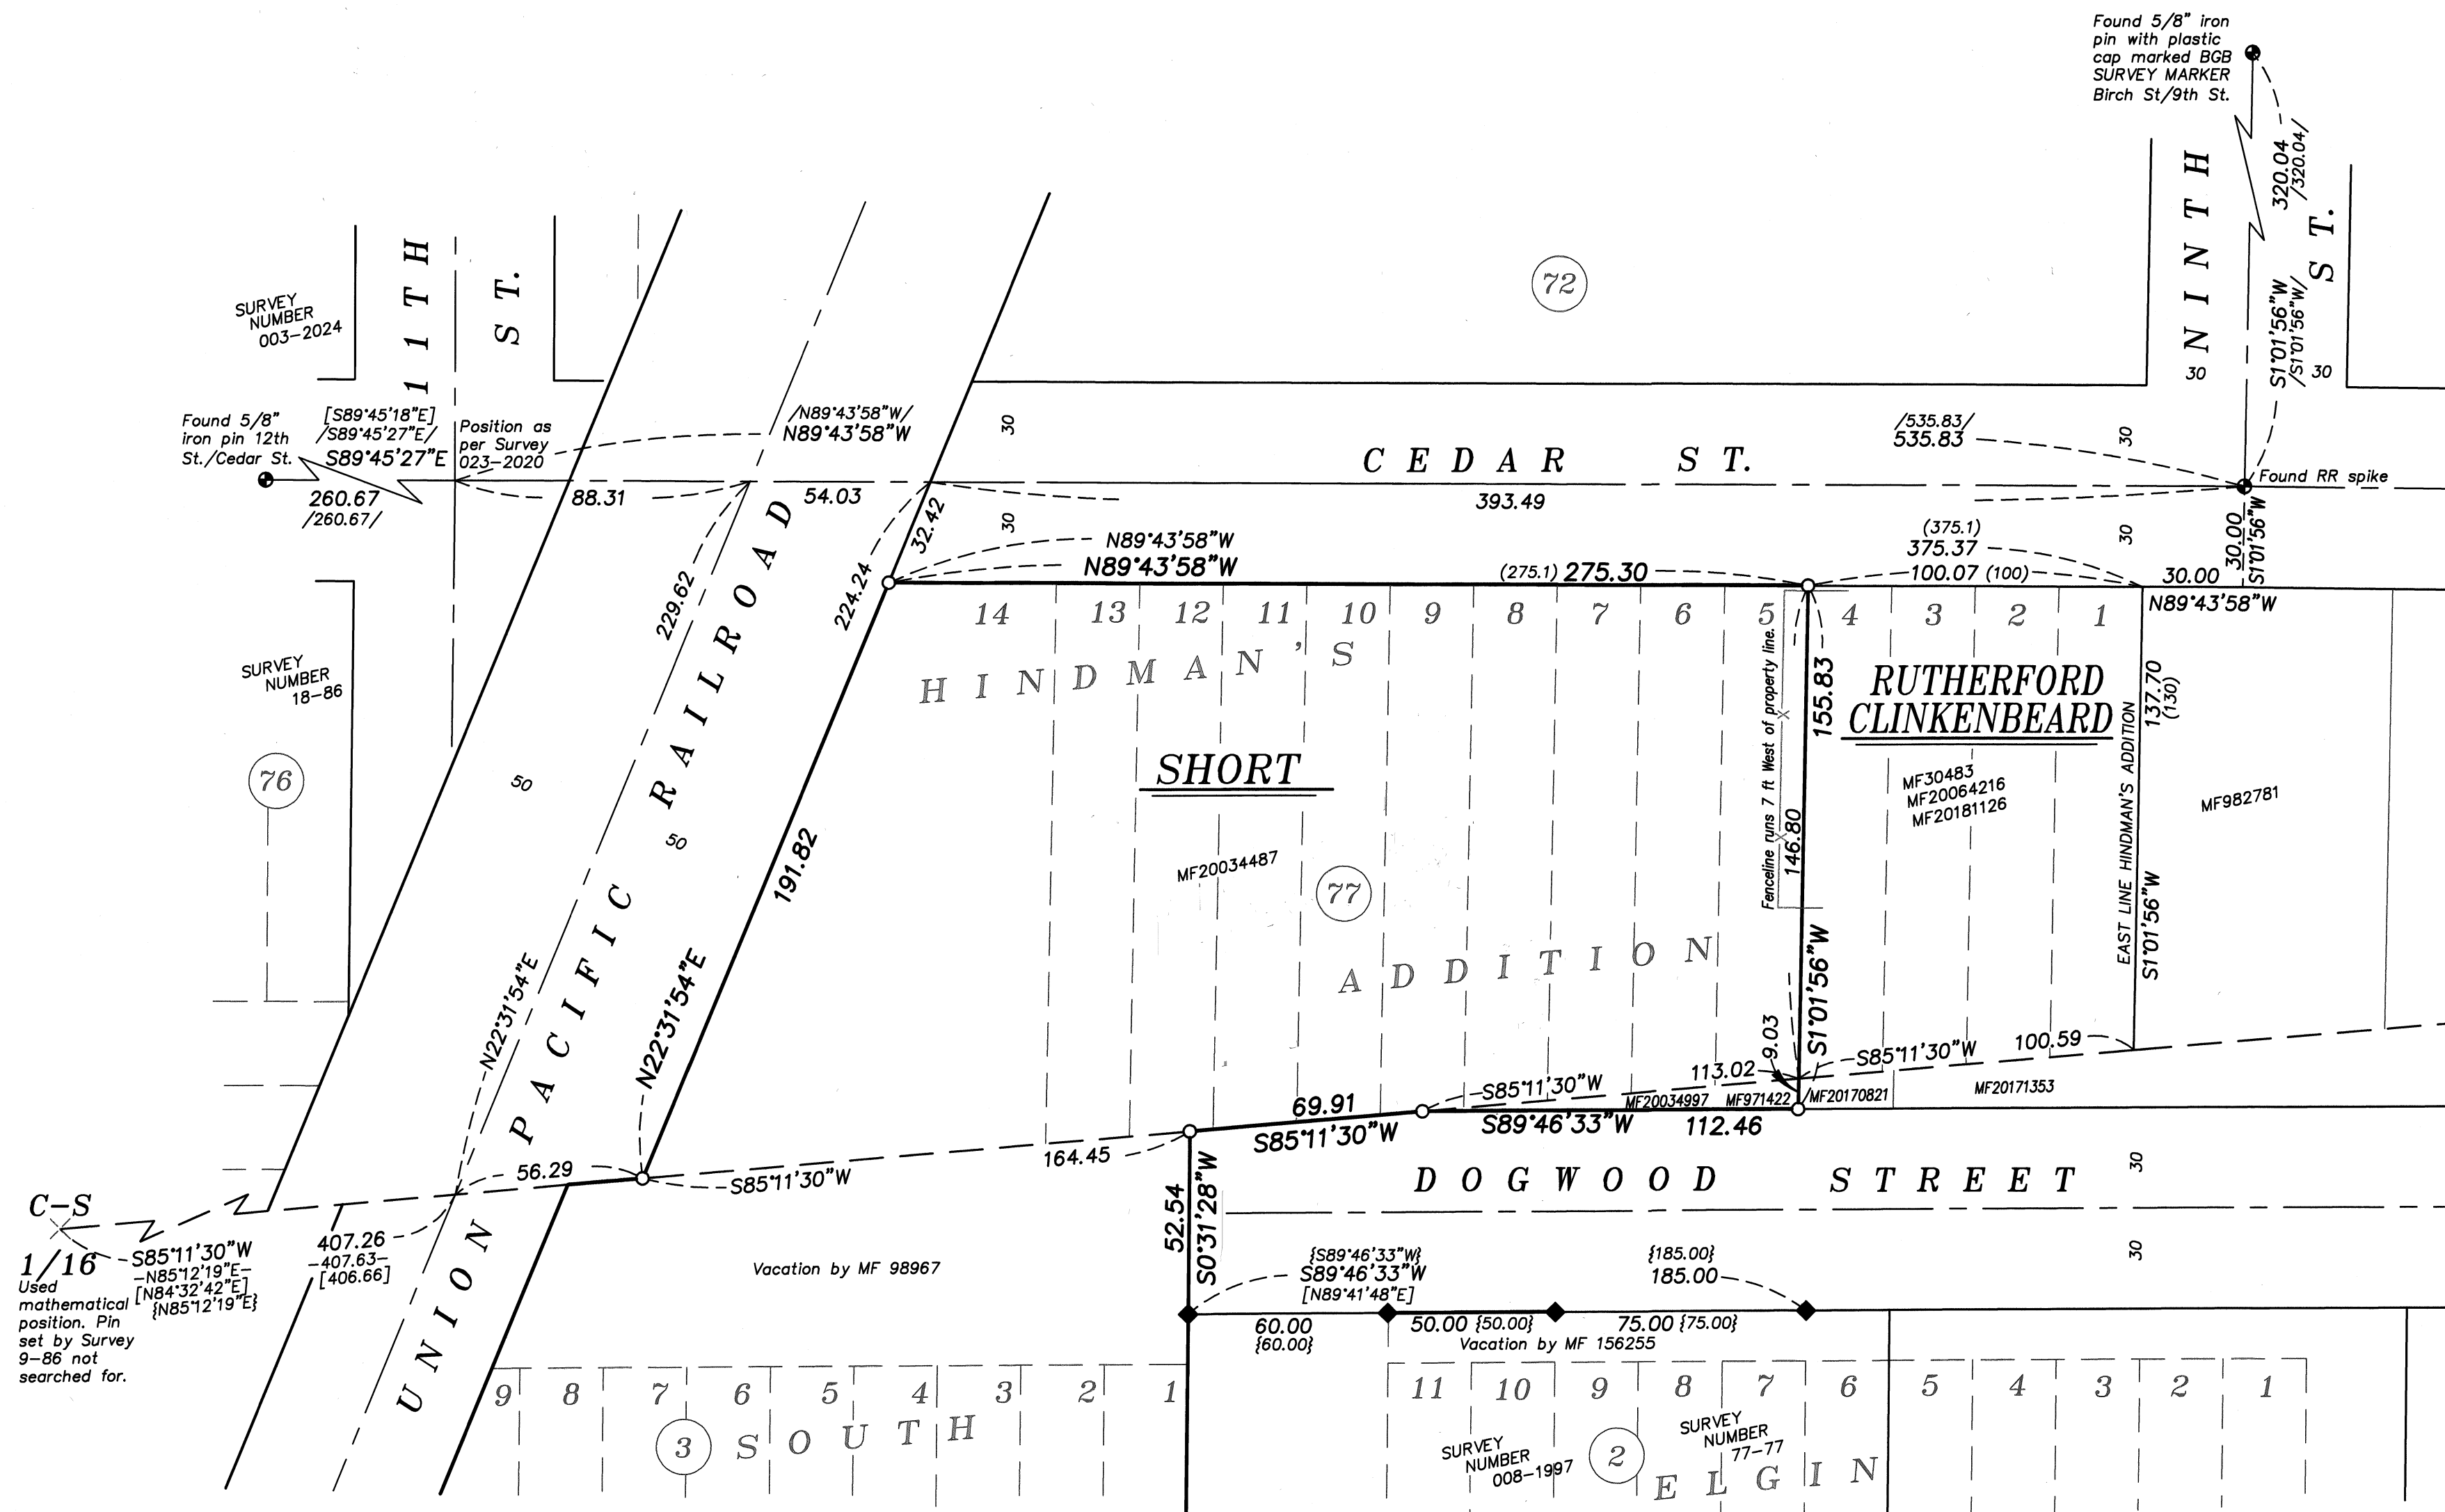 Found 5/8" iron
pin with plastic
cap marked BGB
SURVEY MARKER
Birch St/9th St.
320.04
/320.04/
S1°01'56"W
/S1°01'56"W/
NINTH
ST.
30
30
72
11TH
ST.
SURVEY
NUMBER
003-2024
Found 5/8"
iron pin 12th
St./Cedar St.
[S89°45'18"E]
/S89°45'27"E/
S89°45'27"E
260.67
/260.67/
Position as
per Survey
023-2020
/N89°43'58"W/
N89°43'58"W
88.31
54.03
30
CEDAR ST.
393.49
/535.83/
535.83
30
Found RR spike
32.42
224.24
229.62
30
N89°43'58"W
N89°43'58"W
(275.1) 275.30
(375.1)
375.37
100.07 (100)
30
30.00
S1°01'56"W
30.00
N89°43'58"W
14
13
12
11
10
9
8
7
6
5
4
3
2
1
HINDMAN'S
SURVEY
NUMBER
18-86
76
50
50
UNION PACIFIC RAILROAD
191.82
N22°31'54"E
N22°31'54"E
SHORT
MF20034487
77
ADDITION
Fenceline runs 7 ft West of property line.
155.83
146.80
S1°01'56"W
9.03
RUTHERFORD
CLINKENBEARD
MF30483
MF20064216
MF20181126
EAST LINE HINDMAN'S ADDITION
137.70
(130)
S1°01'56"W
MF982781
113.02
S85°11'30"W
100.59
S85°11'30"W
MF20034997
MF971422
MF20170821
MF20171353
69.91
S85°11'30"W
S89°46'33"W
112.46
164.45
56.29
S85°11'30"W
DOGWOOD STREET
30
30
52.54
S0°31'28"W
C-S
1/16
Used
mathematical
position. Pin
set by Survey
9-86 not
searched for.
S85°11'30"W
-N85°12'19"E-
[N84°32'42"E]
{N85°12'19"E}
407.26
-407.63-
[406.66]
Vacation by MF 98967
{S89°46'33"W}
S89°46'33"W
[N89°41'48"E]
{185.00}
185.00
60.00
{60.00}
50.00 {50.00}
75.00 {75.00}
Vacation by MF 156255
9
8
7
6
5
4
3
2
1
11
10
9
8
7
6
5
4
3
2
1
3
SOUTH
SURVEY
NUMBER
008-1997
2
SURVEY
NUMBER
77-77
ELGIN